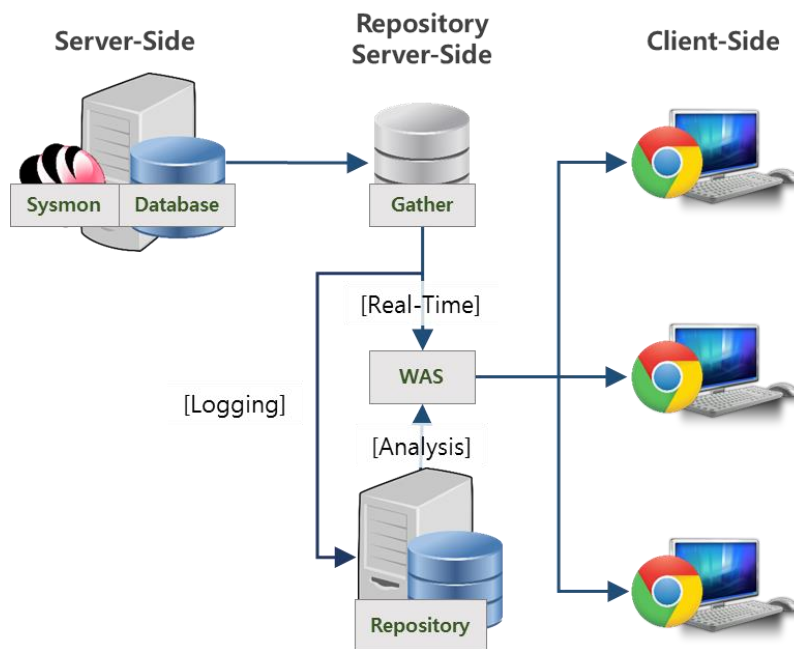 Server-Side
Repository
Server-Side
Client-Side
Sysmon
Database
Gather
[Real-Time]
WAS
[Logging]
[Analysis]
Repository